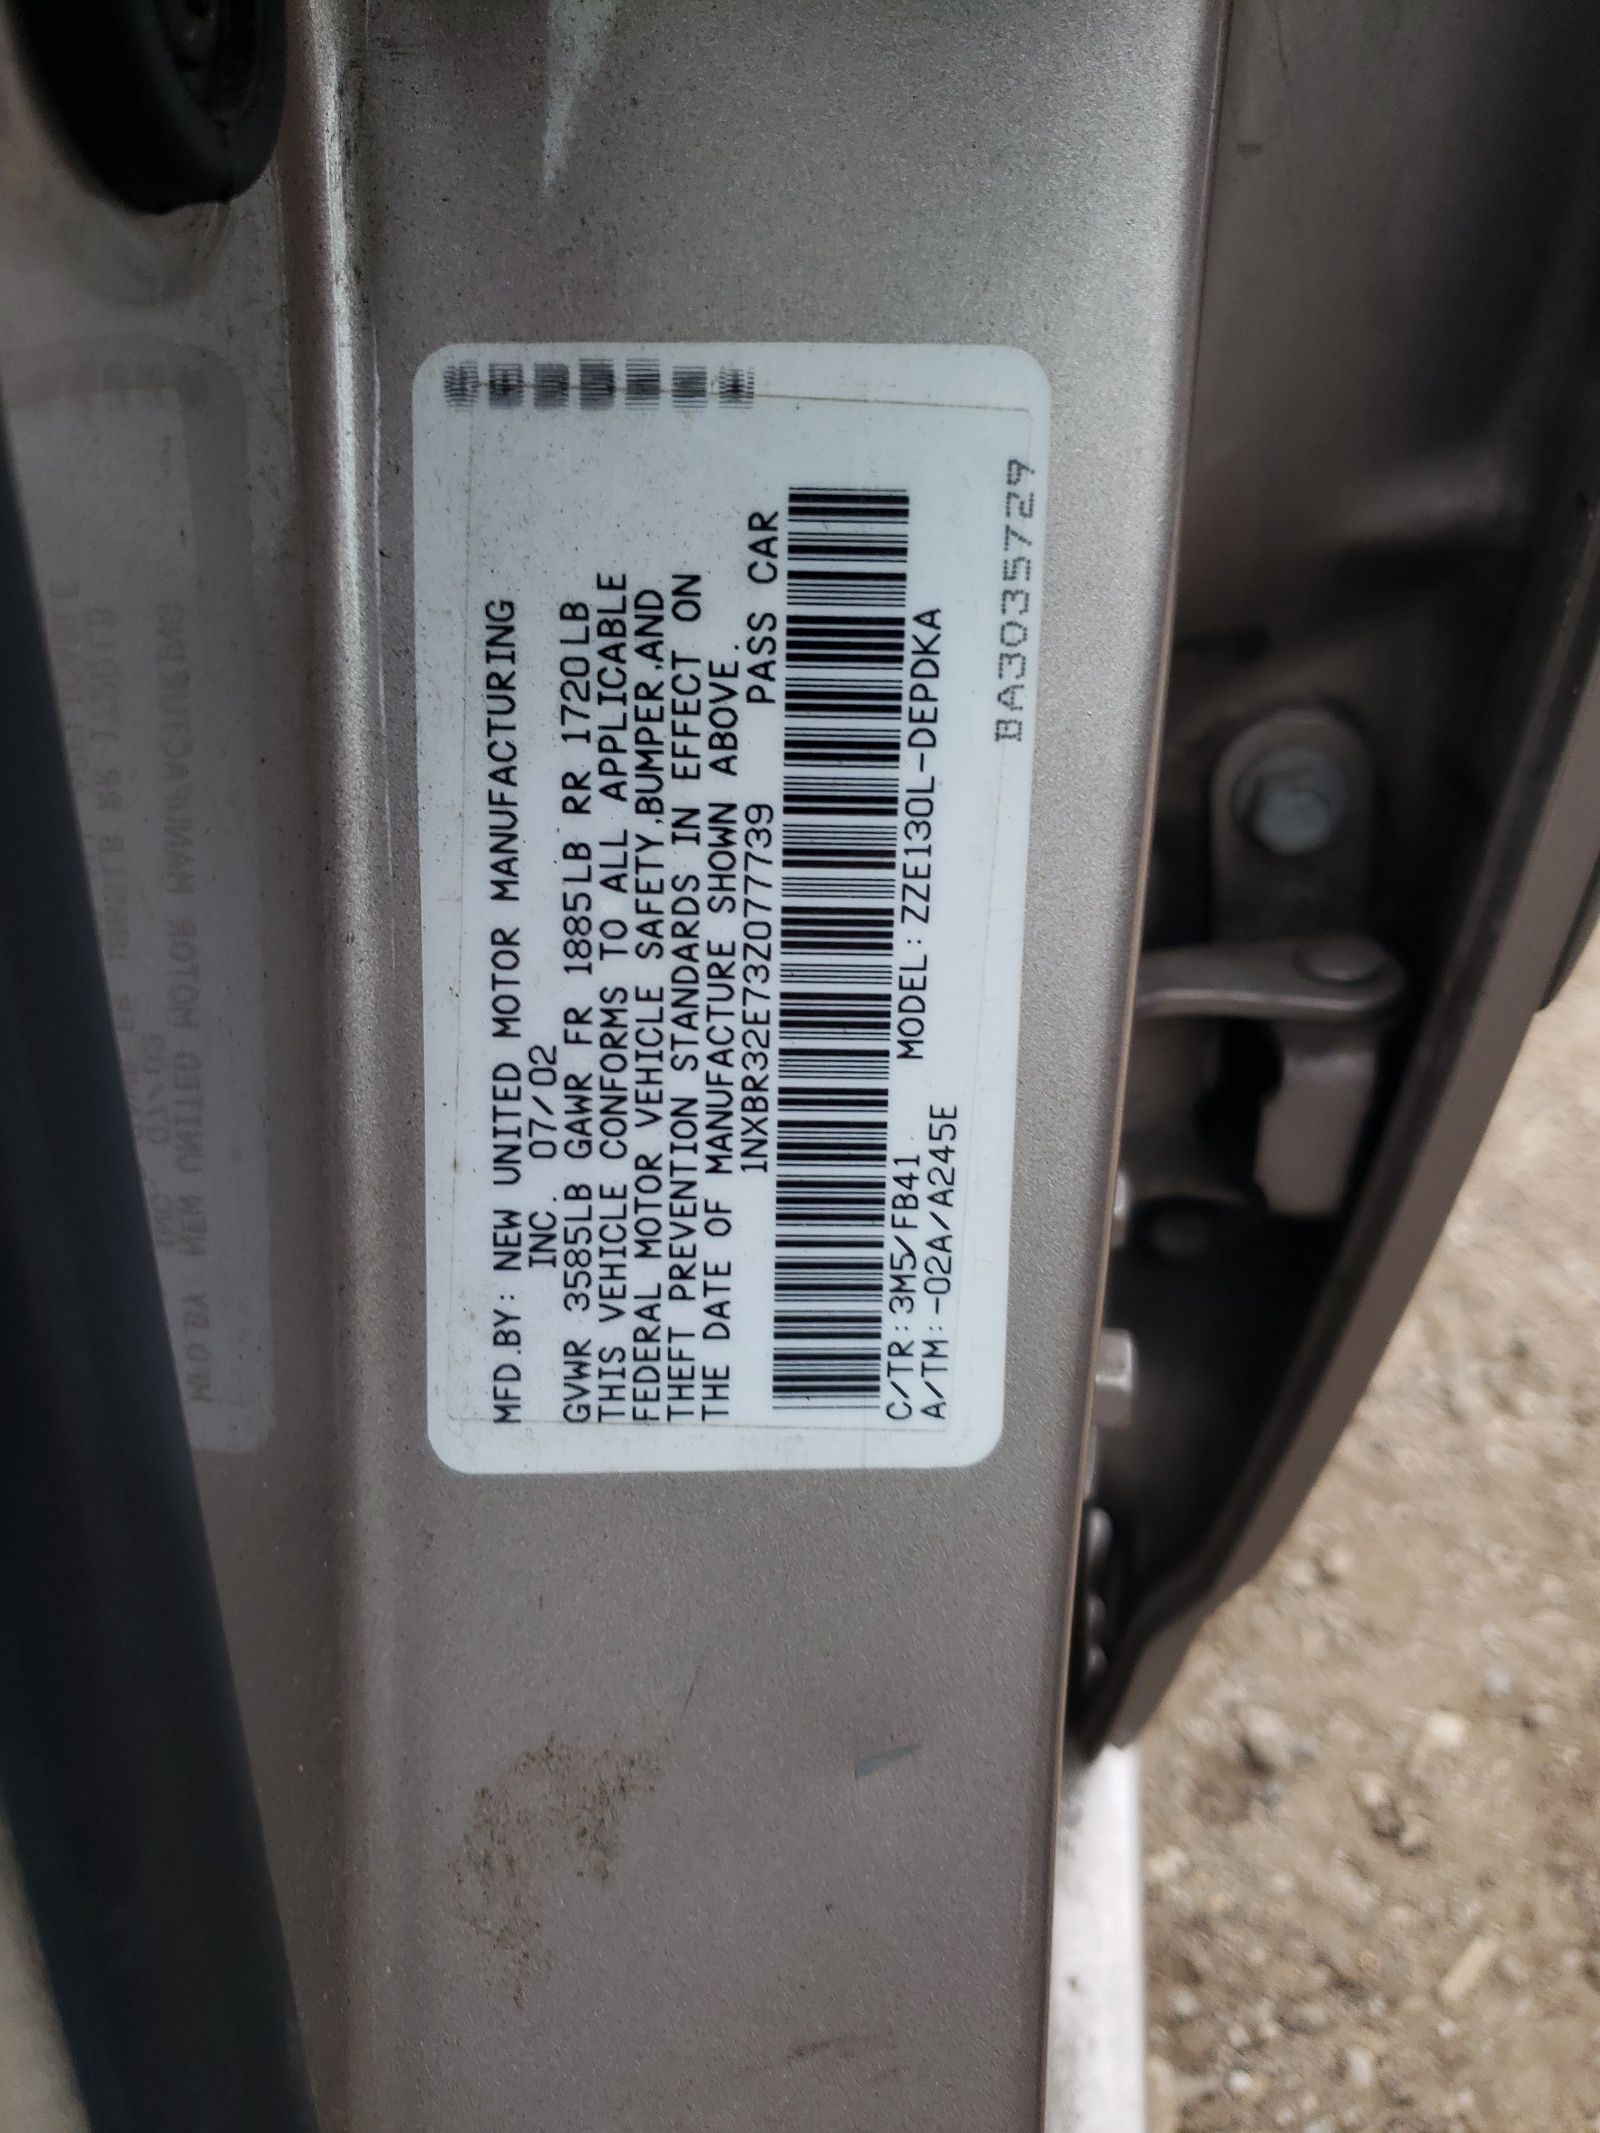 MFD.BY: NEW UNITED MOTOR MANUFACTURING
INC. 07/02
GVWR 3585LB GAWR FR 1885LB RR 1720LB
THIS VEHICLE CONFORMS TO ALL APPLICABLE
FEDERAL MOTOR VEHICLE SAFETY,BUMPER,AND
THEFT PREVENTION STANDARDS IN EFFECT ON
THE DATE OF MANUFACTURE SHOWN ABOVE.
1NXBR32E73Z077739 PASS CAR
C/TR:3M5/FB41 MODEL:ZZE130L-DEPDKA
A/TM:-02A/A245E
BA3035729